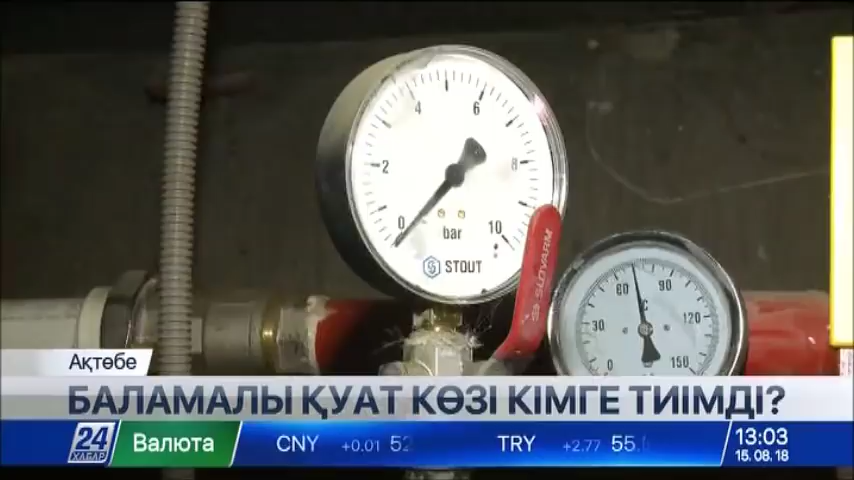 4
6
2
8
0
10
bar
STOUT
SLOVARM
60
90
°C
30
120
150
Ақтөбе
БАЛАМАЛЫ ҚУАТ КӨЗІ КІМГЕ ТИІМДІ?
24
ХАБАР
Валюта
CNY +0.01 52
TRY +2.77 55.
13:03
15.08.18